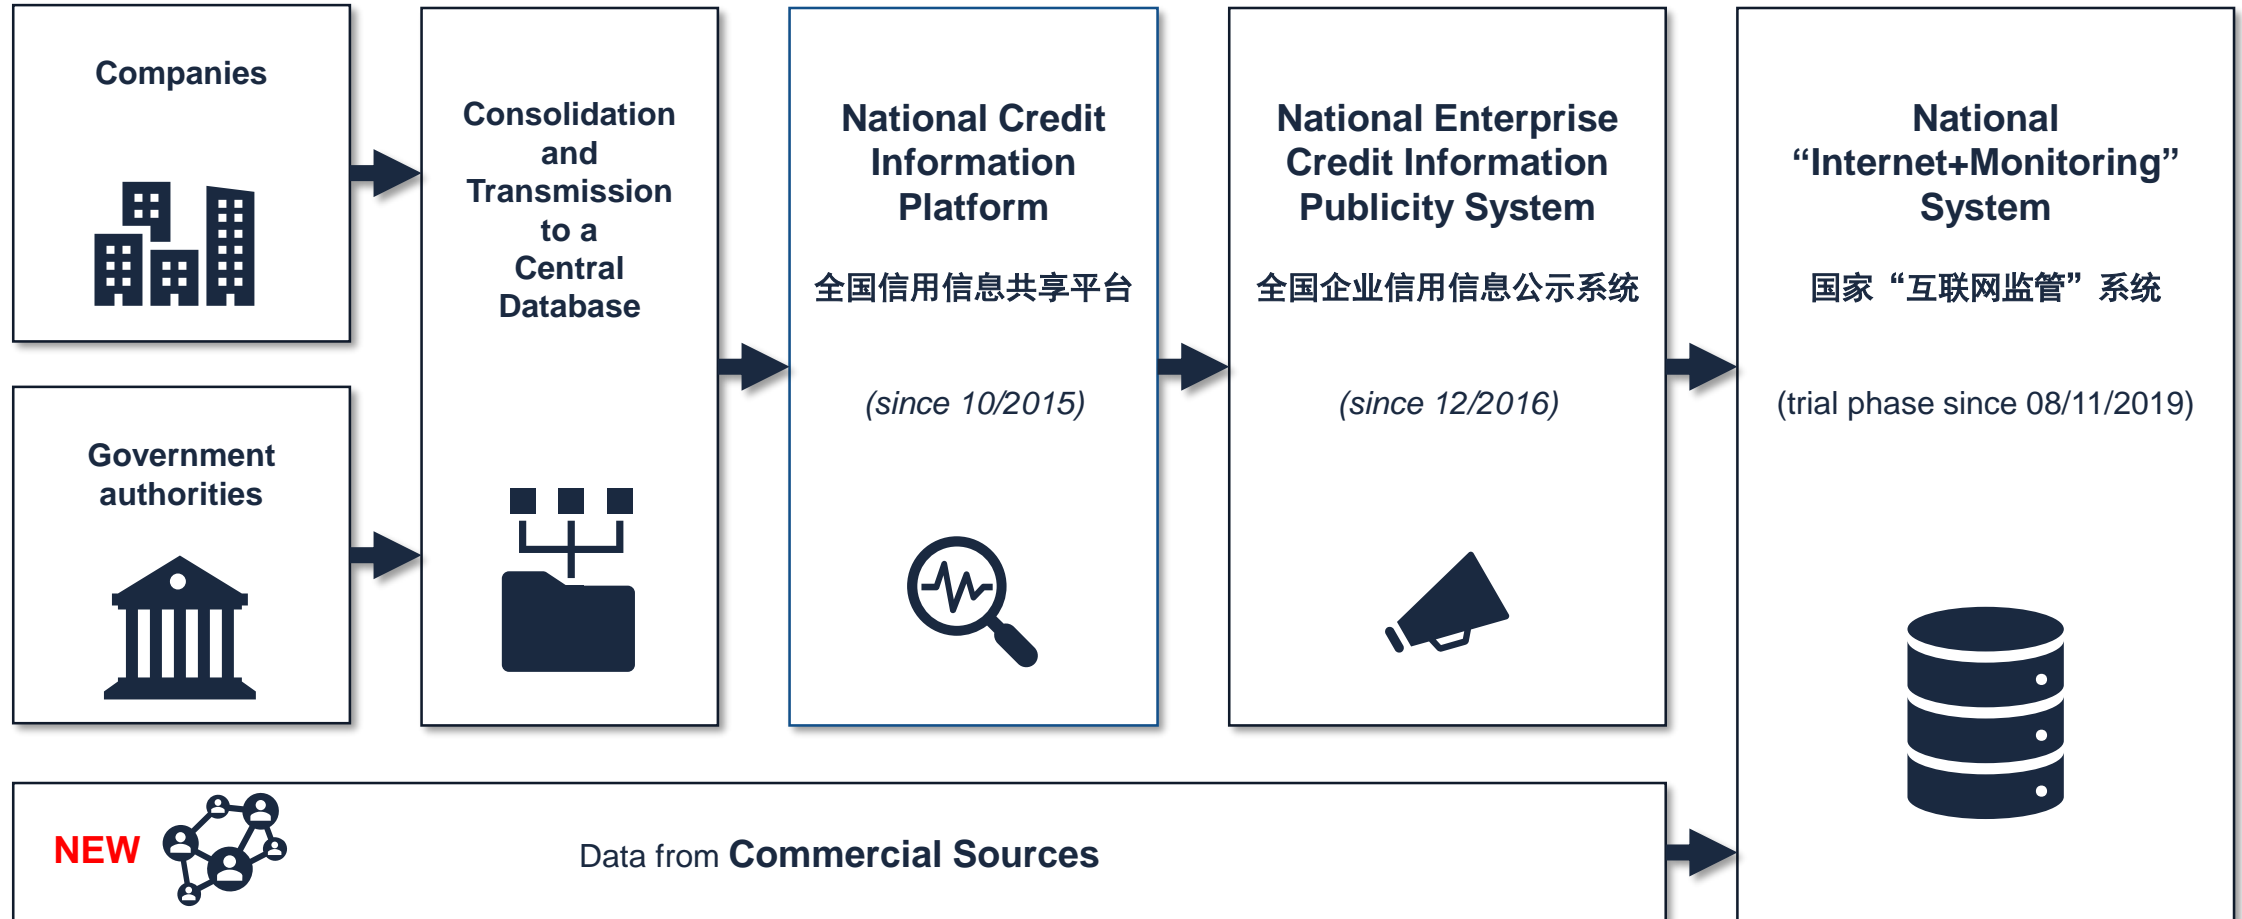 Companies
Government
authorities
Consolidation
and
Transmission
to a
Central
Database
National Credit
Information
Platform
全国信用信息共享平台
(since 10/2015)
National Enterprise
Credit Information
Publicity System
全国企业信用信息公示系统
(since 12/2016)
National
“Internet+Monitoring”
System
国家“互联网监管”系统
(trial phase since 08/11/2019)
NEW
Data from Commercial Sources